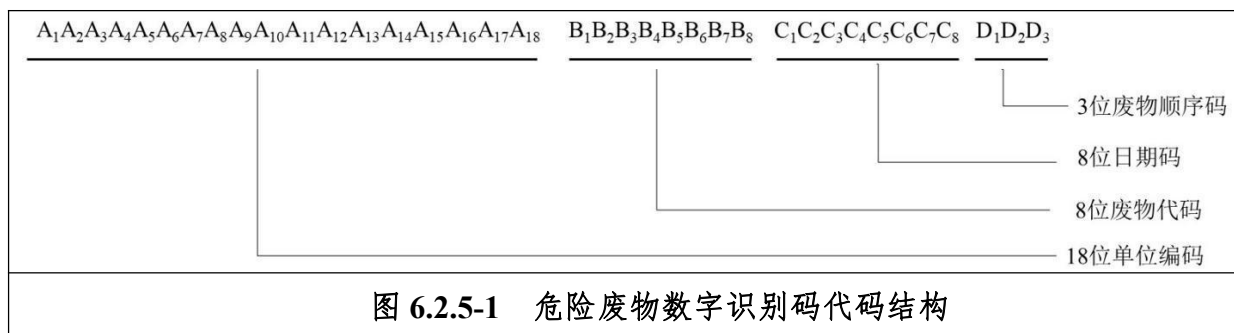 A₁A₂A₃A₄A₅A₆A₇A₈A₉A₁₀A₁₁A₁₂A₁₃A₁₄A₁₅A₁₆A₁₇A₁₈ B₁B₂B₃B₄B₅B₆B₇B₈ C₁C₂C₃C₄C₅C₆C₇C₈ D₁D₂D₃
3位废物顺序码
8位日期码
8位废物代码
18位单位编码
图 6.2.5-1 危险废物数字识别码代码结构